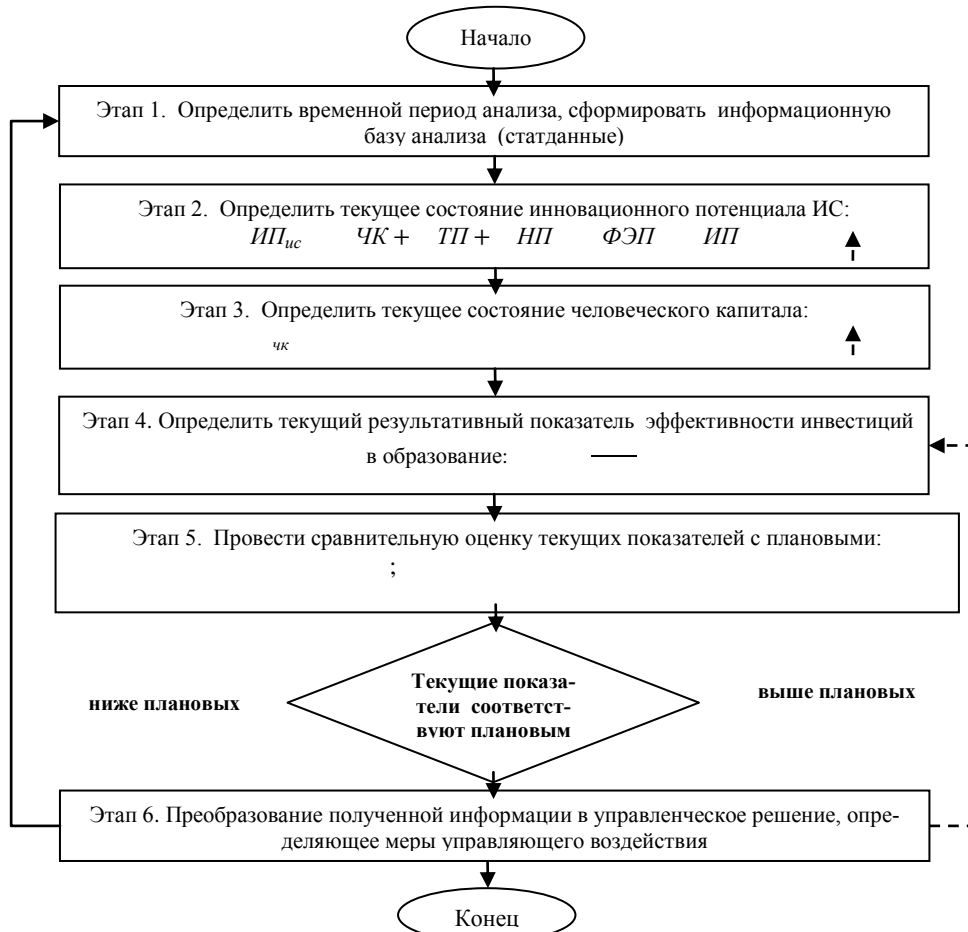 Начало
Этап 1. Определить временной период анализа, сформировать информационную
базу анализа (статданные)
Этап 2. Определить текущее состояние инновационного потенциала ИС:
ИПис ЧК + ТП + НП ФЭП ИП
Этап 3. Определить текущее состояние человеческого капитала:
чк
Этап 4. Определить текущий результативный показатель эффективности инвестиций
в образование:
Этап 5. Провести сравнительную оценку текущих показателей с плановыми:
;
ниже плановых
Текущие показа-
тели соответст-
вуют плановым
выше плановых
Этап 6. Преобразование полученной информации в управленческое решение, опре-
деляющее меры управляющего воздействия
Конец